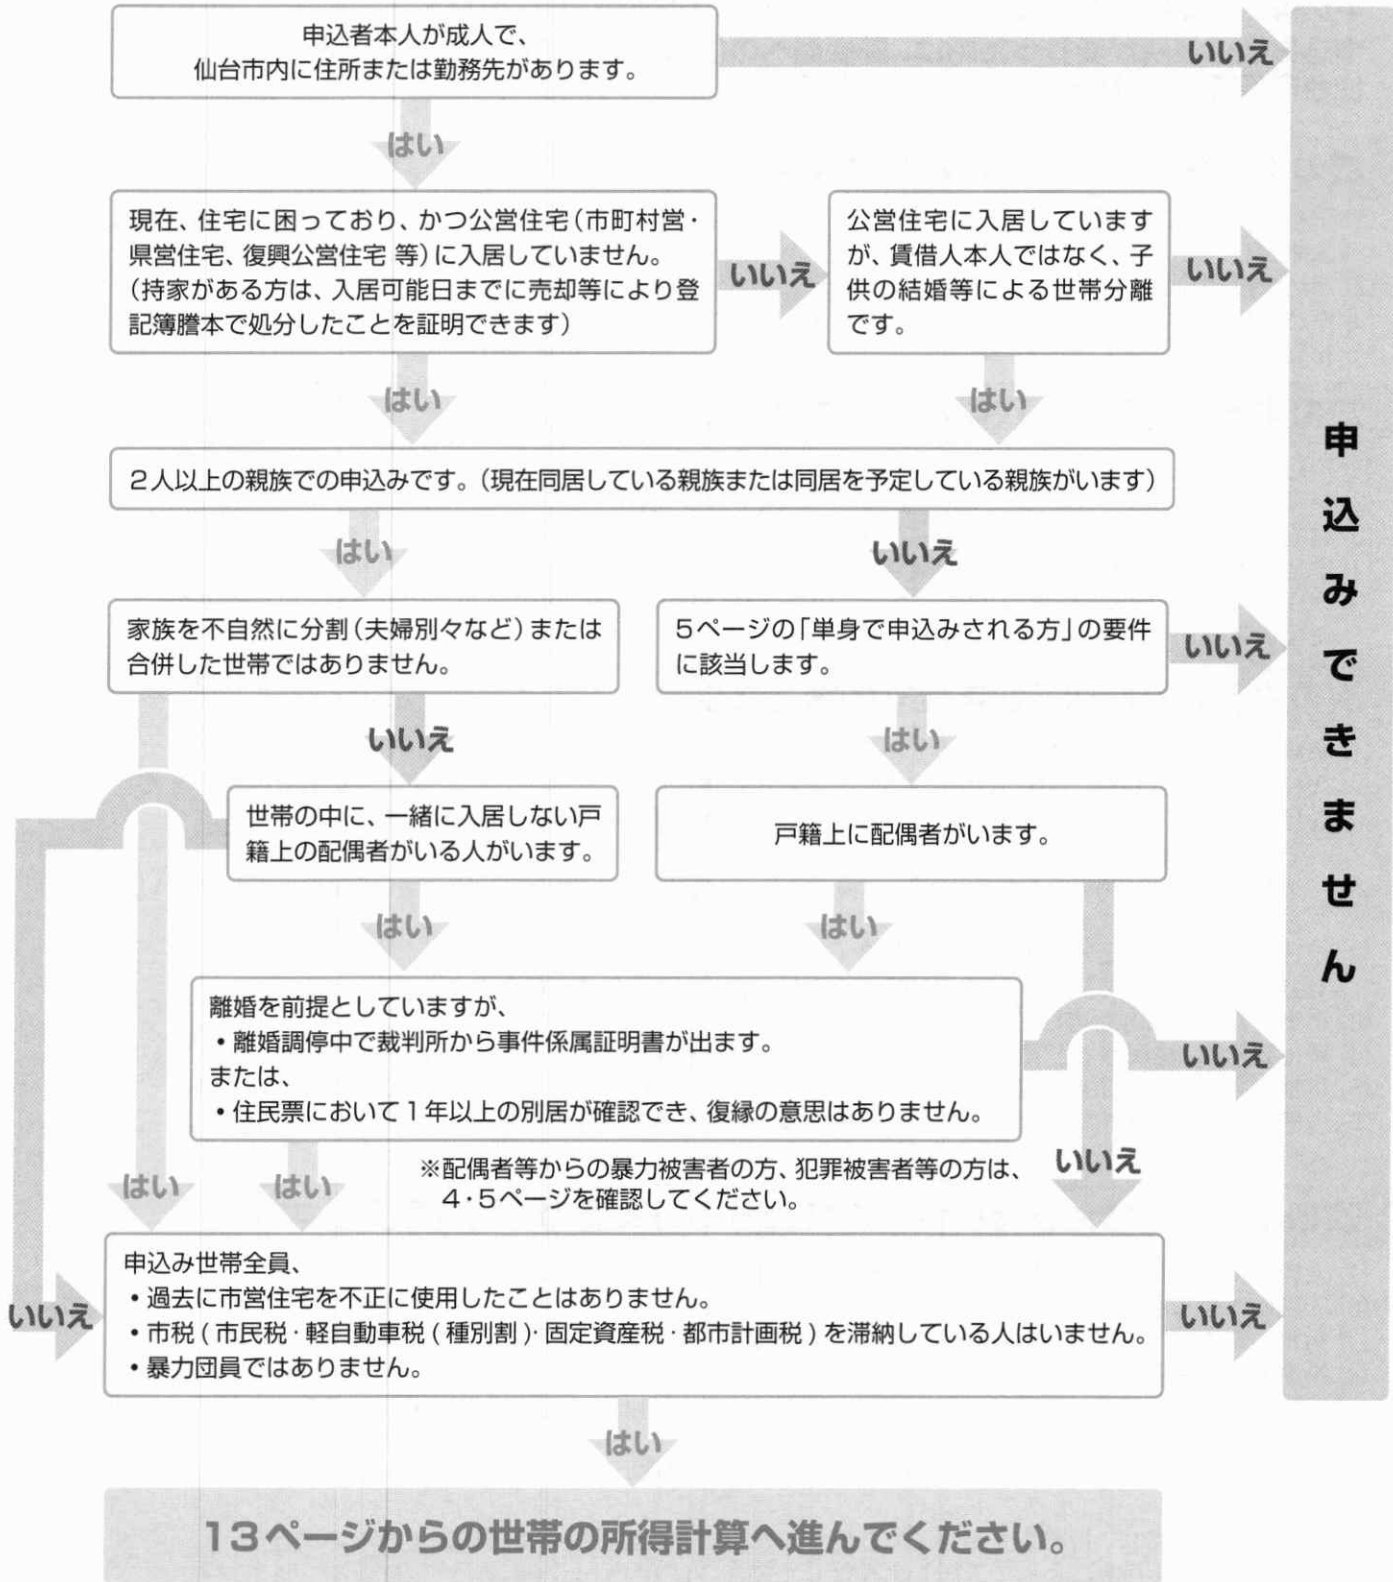 申込者本人が成人で、
仙台市内に住所または勤務先があります。
いいえ
はい
現在、住宅に困っており、かつ公営住宅(市町村営・
県営住宅、復興公営住宅 等)に入居していません。
(持家がある方は、入居可能日までに売却等により登
記簿謄本で処分したことを証明できます)
いいえ
公営住宅に入居しています
が、賃借人本人ではなく、子
供の結婚等による世帯分離
です。
いいえ
はい
はい
2人以上の親族での申込みです。(現在同居している親族または同居を予定している親族がいます)
はい
いいえ
家族を不自然に分割(夫婦別々など)または
合併した世帯ではありません。
5ページの「単身で申込みされる方」の要件
に該当します。
いいえ
いいえ
はい
世帯の中に、一緒に入居しない戸
籍上の配偶者がいる人がいます。
戸籍上に配偶者がいます。
はい
はい
離婚を前提としていますが、
・離婚調停中で裁判所から事件係属証明書が出ます。
または、
・住民票において1年以上の別居が確認でき、復縁の意思はありません。
いいえ
はい
はい
※配偶者等からの暴力被害者の方、犯罪被害者等の方は、
4・5ページを確認してください。
いいえ
申込み世帯全員、
・過去に市営住宅を不正に使用したことはありません。
・市税(市民税・軽自動車税(種別割)・固定資産税・都市計画税)を滞納している人はいません。
・暴力団員ではありません。
いいえ
いいえ
はい
13ページからの世帯の所得計算へ進んでください。
申込みできません